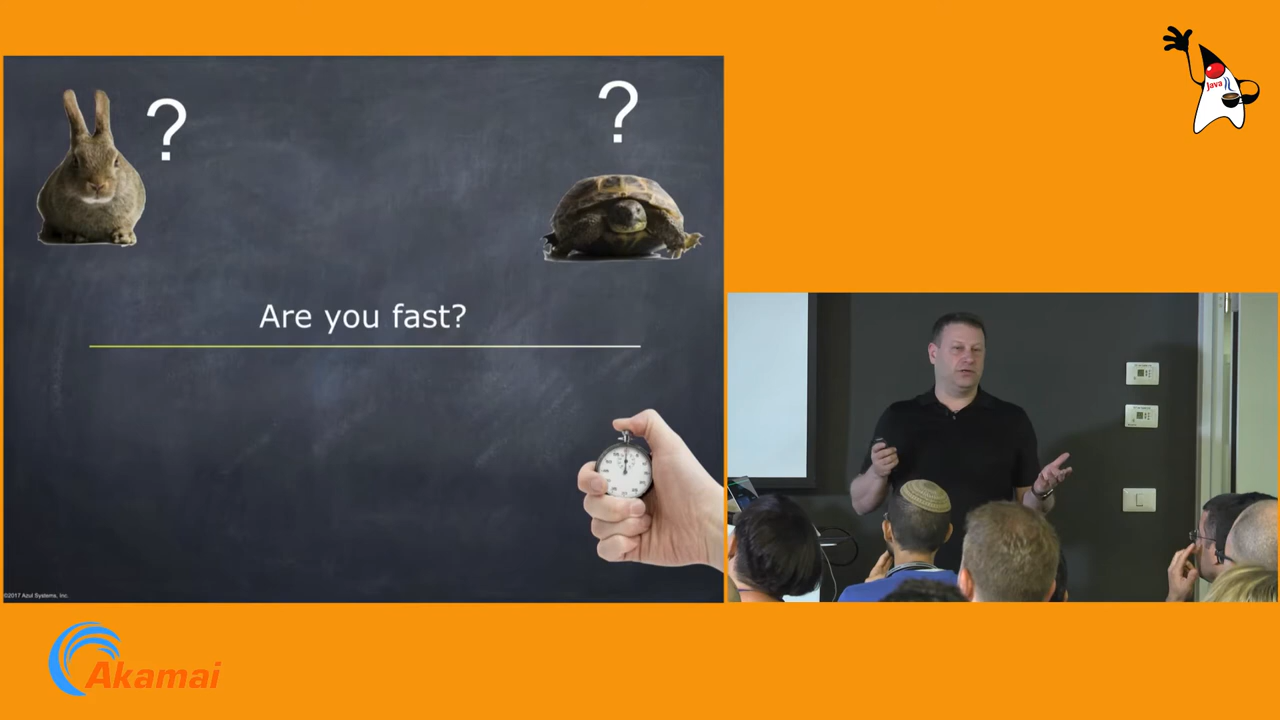 ?
?
Java
Are you fast?
©2017 Azul Systems, Inc.
Akamai